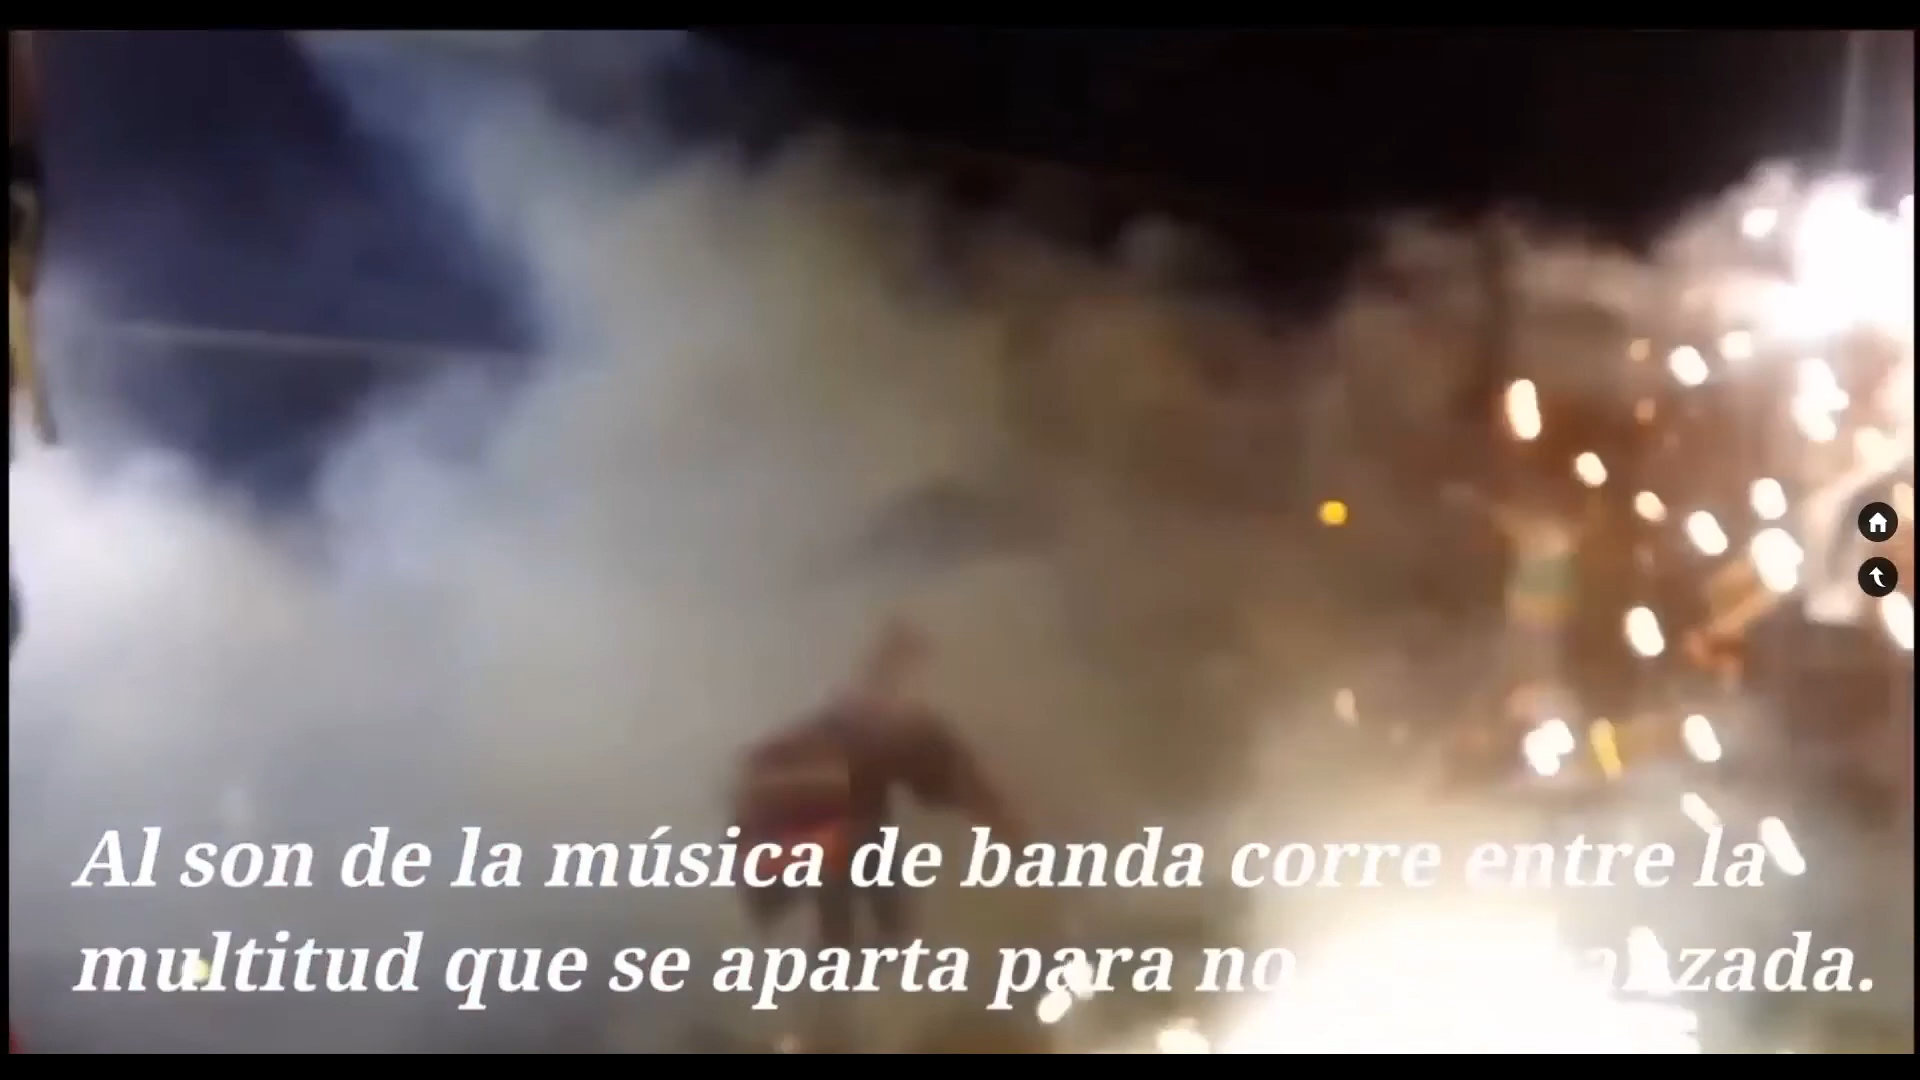 Al son de la música de banda corre entre la
multitud que se aparta para no